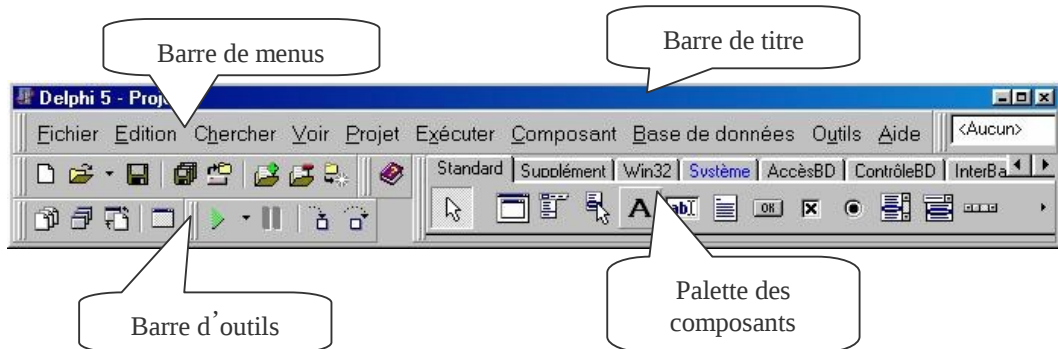 Barre de menus
Barre de titre
Delphi 5 - Proj
Fichier Edition Chercher Voir Projet Exécuter Composant Base de données Outils Aide <Aucun>
Standard Supplément Win32 Système AccèsBD ContrôleBD InterBa
A abI OK
Barre d’outils
Palette des
composants